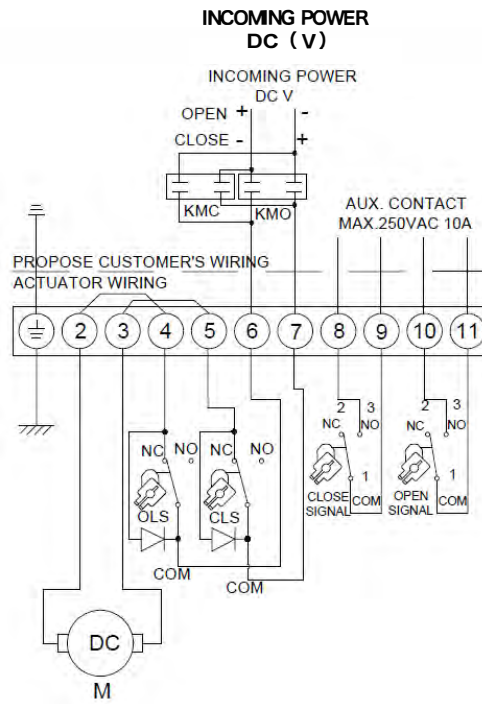 INCOMING POWER
DC (V)
INCOMING POWER
DC V
OPEN + -
CLOSE - +
KMC KMO
AUX. CONTACT
MAX.250VAC 10A
PROPOSE CUSTOMER'S WIRING
ACTUATOR WIRING
2 3 4 5 6 7 8 9 10 11
2 3 2 3
NC NO NC NO NC NO NC NO
OLS CLS
1 1
CLOSE SIGNAL COM OPEN SIGNAL COM
COM COM
DC
M